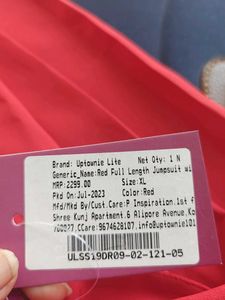 Brand: Uptownie Lite Net Qty: 1 N
Generic_Name:Red Full Length Jumpsuit wi
MRP:2299.00 Size:XL
Pkd On:Jul-2023 Color:Red
Mfd/Mkd By/Cust.Care:P Inspiration.1st f
Shree Kunj Apartment.6 Alipore Avenue,Ko
700027.CCare:9674628107,info@uptownie101
ULSS19DR09-02-121-05